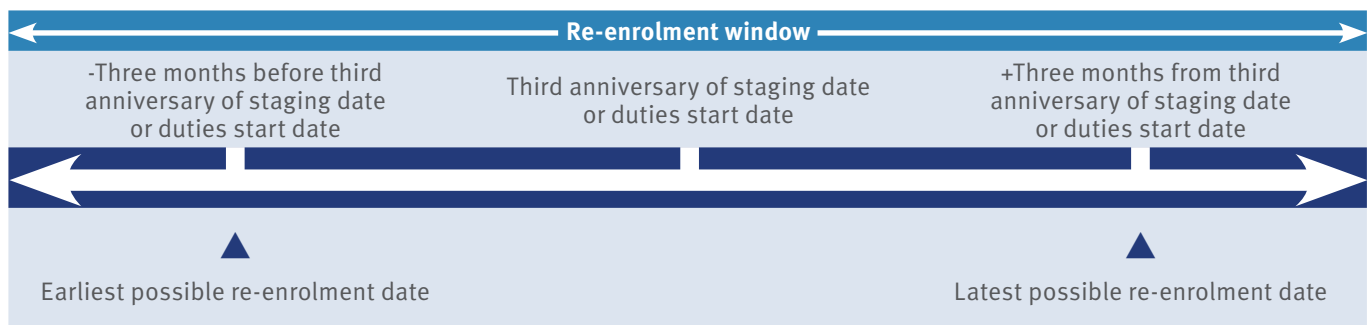 Re-enrolment window
-Three months before third
anniversary of staging date
or duties start date
Third anniversary of staging date
or duties start date
+Three months from third
anniversary of staging date
or duties start date
Earliest possible re-enrolment date
Latest possible re-enrolment date